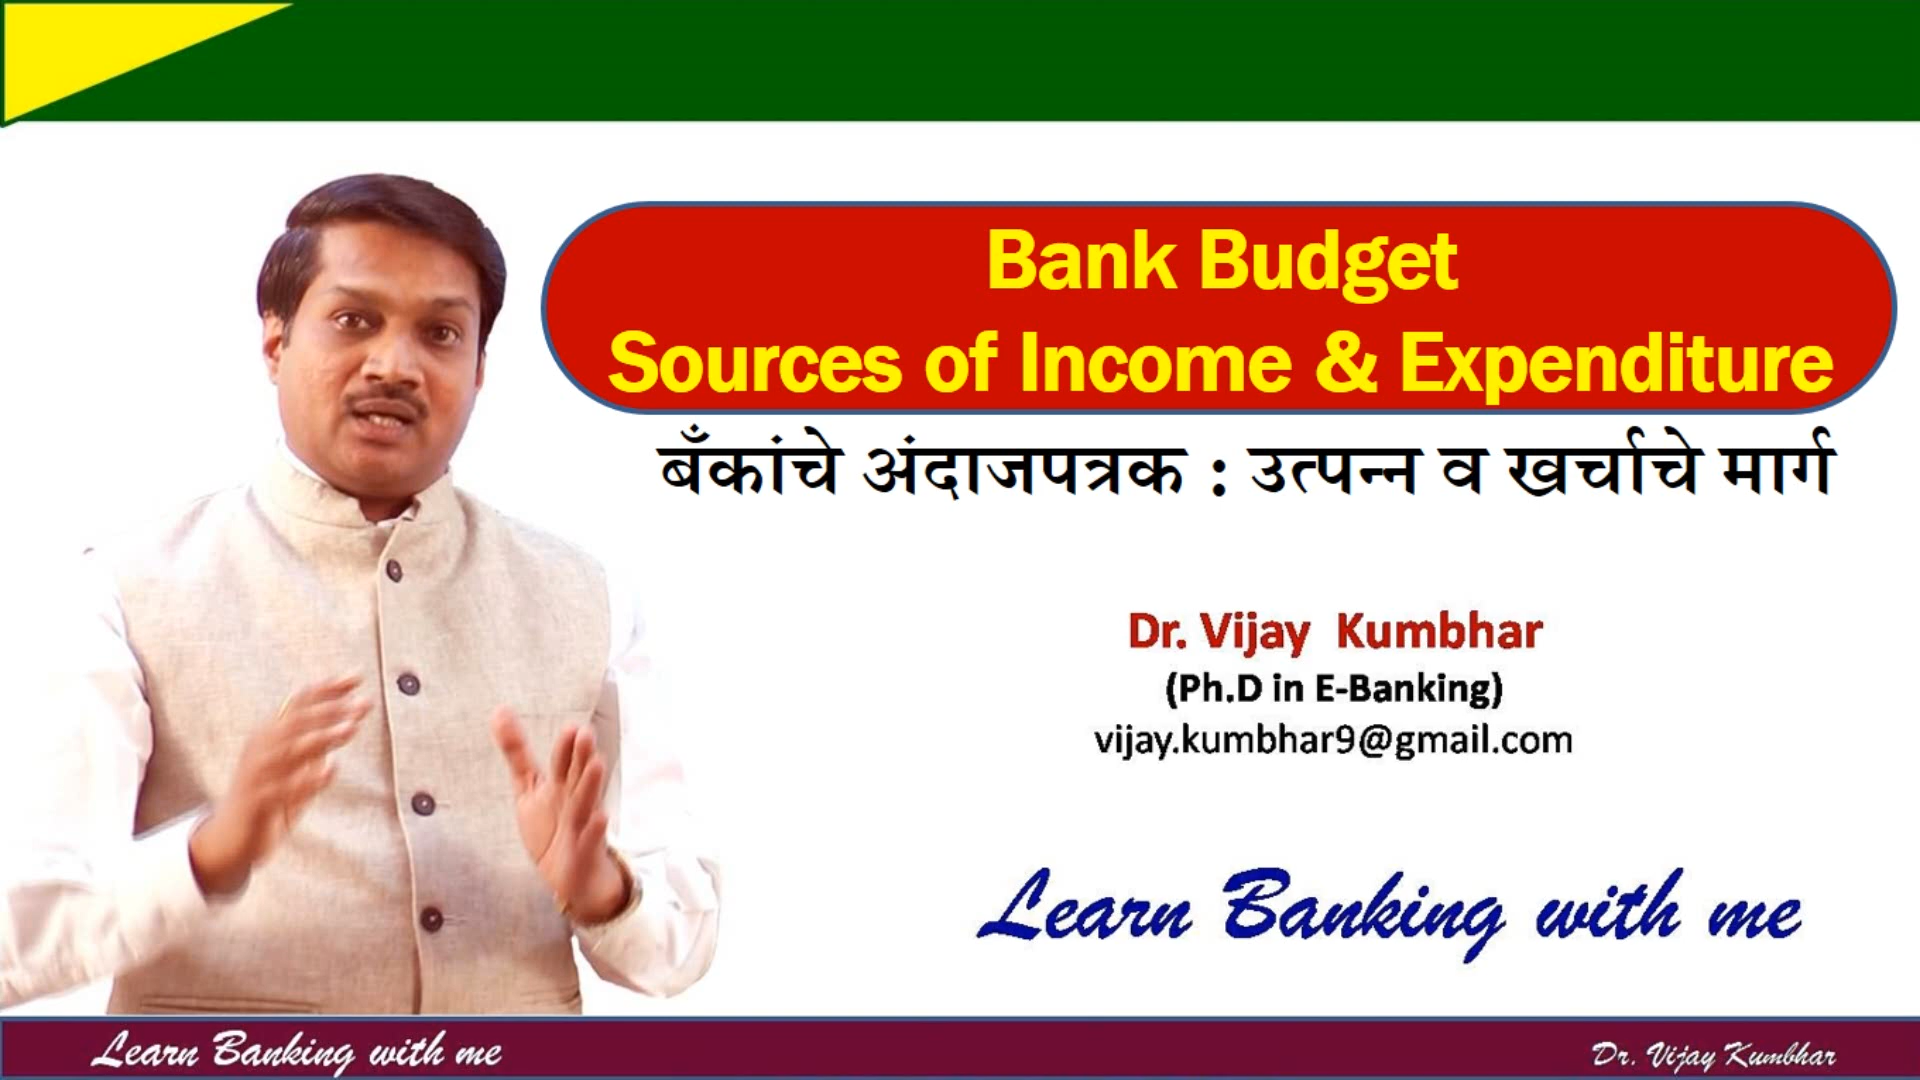 Bank Budget
Sources of Income & Expenditure
बँकांचे अंदाजपत्रक : उत्पन्न व खर्चाचे मार्ग
Dr. Vijay Kumbhar
(Ph.D in E-Banking)
vijay.kumbhar9@gmail.com
Learn Banking with me
Learn Banking with me
Dr. Vijay Kumbhar